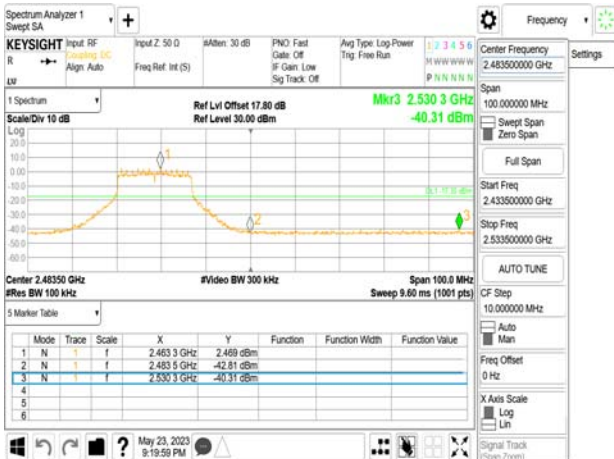 Spectrum Analyzer 1
Swept SA
Frequency
KEYSIGHT
Input: RF
Coupling: DC
Align: Auto
Input Z: 50 Ω
Freq Ref: Int (S)
#Atten: 30 dB
PNO: Fast
Gate: Off
IF Gain: Low
Sig Track: Off
Avg Type: Log-Power
Trig: Free Run
1 2 3 4 5 6
M W W W W W
P N N N N N
R
Center Frequency
2.483500000 GHz
Settings
Span
100.000000 MHz
Swept Span
Zero Span
Full Span
Start Freq
2.433500000 GHz
Stop Freq
2.533500000 GHz
AUTO TUNE
CF Step
10.000000 MHz
Auto
Man
Freq Offset
0 Hz
X Axis Scale
Log
Lin
Signal Track
(Span Zoom)
1 Spectrum
Scale/Div 10 dB
Ref Lvl Offset 17.80 dB
Ref Level 30.00 dBm
Mkr3 2.530 3 GHz
-40.31 dBm
Log
20.0
10.0
0.00
-10.0
-20.0
-30.0
-40.0
-50.0
-60.0
1
2
3
Center 2.48350 GHz
#Res BW 100 kHz
#Video BW 300 kHz
Span 100.0 MHz
Sweep 9.60 ms (1001 pts)
5 Marker Table
Mode Trace Scale X Y Function Function Width Function Value
1 N 1 f 2.463 3 GHz 2.469 dBm
2 N 1 f 2.483 5 GHz -42.81 dBm
3 N 1 f 2.530 3 GHz -40.31 dBm
4
5
6
May 23, 2023
9:19:59 PM